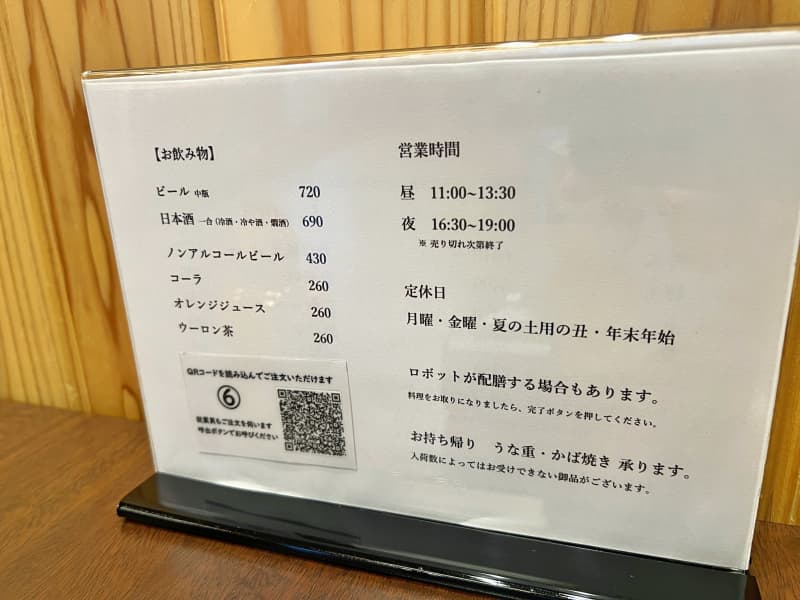 【お飲み物】
ビール 中瓶 720
日本酒 一合(冷酒・冷や酒・燗酒) 690
ノンアルコールビール 430
コーラ 260
オレンジジュース 260
ウーロン茶 260
QRコードを読み込んでご注文いただけます
⑥
従業員もご注文を伺います
呼出ボタンでお呼びください
営業時間
昼 11:00~13:30
夜 16:30~19:00
※ 売り切れ次第終了
定休日
月曜・金曜・夏の土用の丑・年末年始
ロボットが配膳する場合もあります。
料理をお取りになりましたら、完了ボタンを押してください。
お持ち帰り うな重・かば焼き 承ります。
入荷数によってはお受けできない御品がございます。